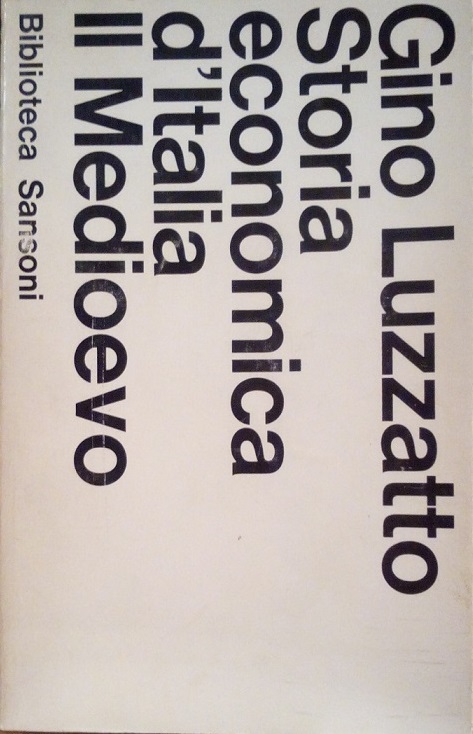 Gino Luzzatto
Storia
economica
d'Italia
Il Medioevo
Biblioteca Sansoni